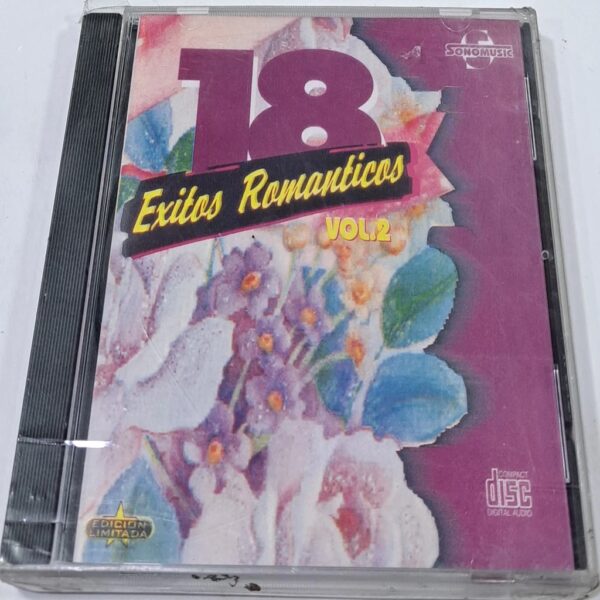 SONOMUSIC
18
Exitos Romanticos
VOL.2
COMPACT
disc
DIGITAL AUDIO
EDICION
LIMITADA